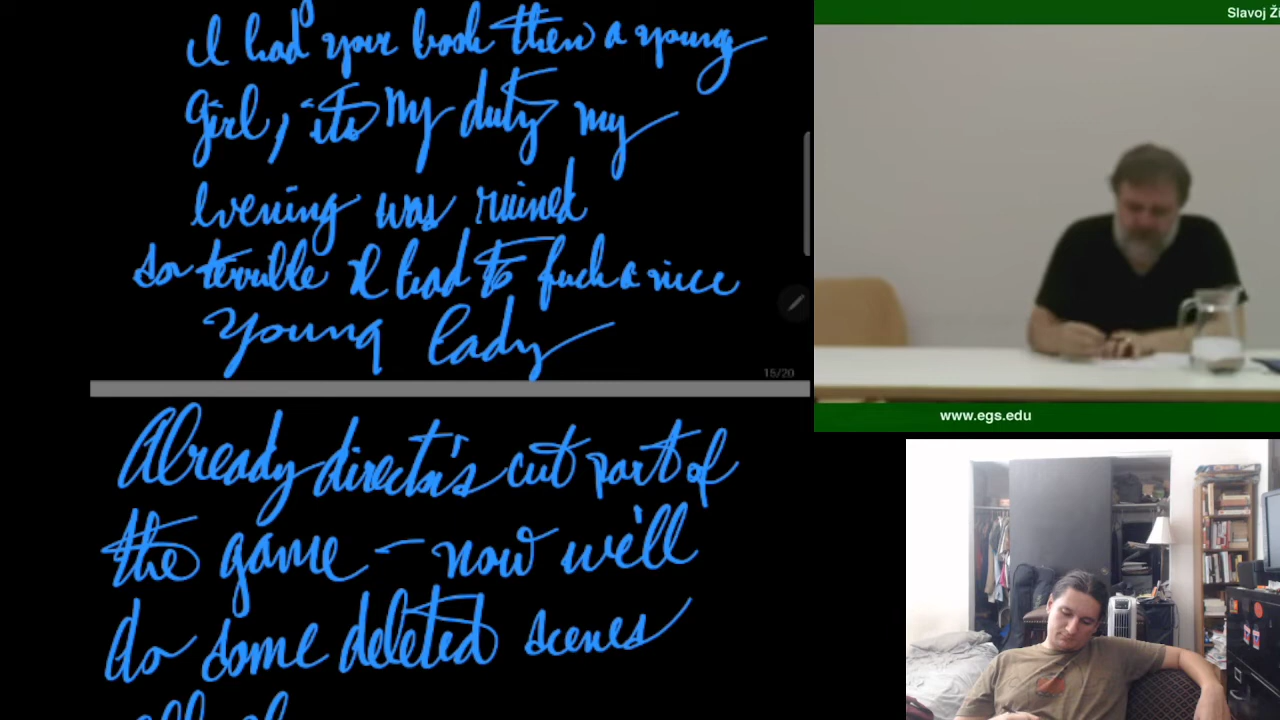 I had your book then a young
girl, its my duty my
evening was ruined
so terrible I had to fuck a nice
young lady
15/20
Already director's cut part of
the game - now we'll
do some deleted scenes
Slavoj Ži
www.egs.edu